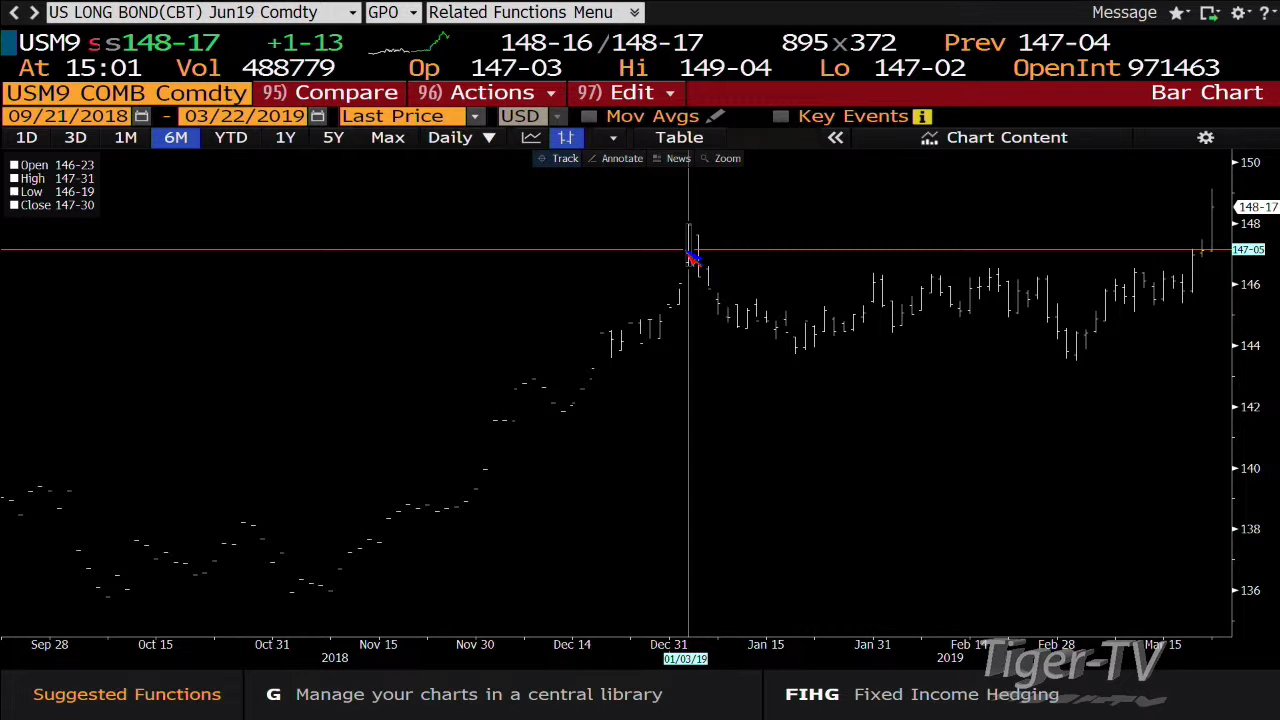 US LONG BOND(CBT) Jun19 Comdty GPO Related Functions Menu Message ?
USM9 s s148-17 +1-13 148-16/148-17 895x372 Prev 147-04
At 15:01 Vol 488779 Op 147-03 Hi 149-04 Lo 147-02 OpenInt 971463
USM9 COMB Comdty 95) Compare 96) Actions 97) Edit Bar Chart
09/21/2018 - 03/22/2019 Last Price USD Mov Avgs Key Events i
1D 3D 1M 6M YTD 1Y 5Y Max Daily Table Chart Content
Track Annotate News Zoom
Open 146-23
High 147-31
Low 146-19
Close 147-30
150
148-17
148
147-05
146
144
142
140
138
136
Sep 28 Oct 15 Oct 31 Nov 15 Nov 30 Dec 14 Dec 31 Jan 15 Jan 31 Feb 14 Feb 28 Mar 15
2018 01/03/19 2019
Tiger-TV
Suggested Functions G Manage your charts in a central library FIHG Fixed Income Hedging